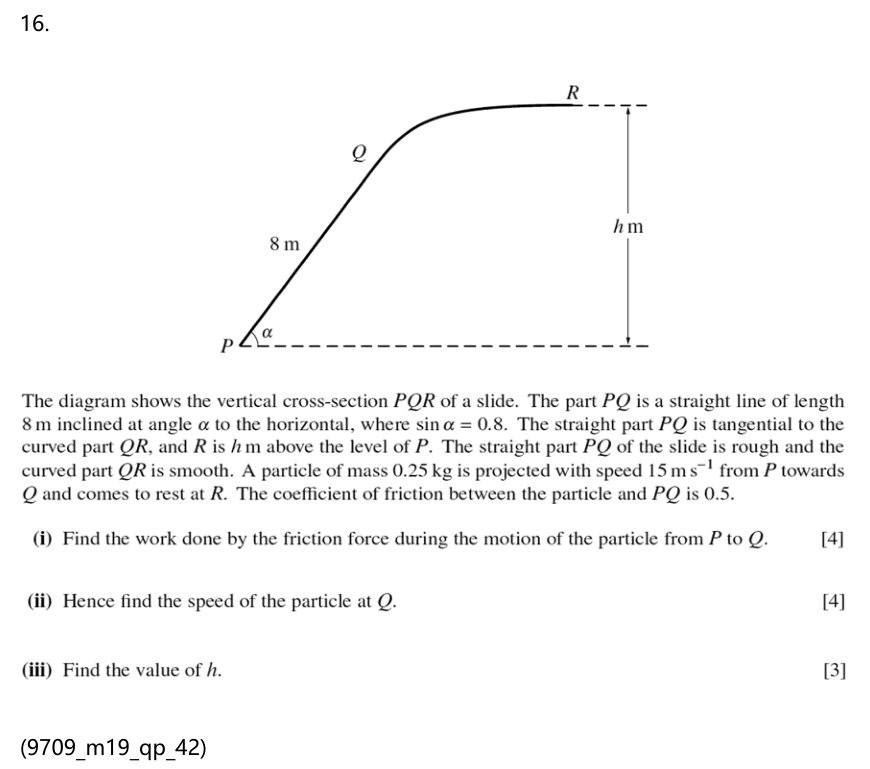 16.
R
Q
h m
8 m
α
P
The diagram shows the vertical cross-section PQR of a slide. The part PQ is a straight line of length
8 m inclined at angle α to the horizontal, where sin α = 0.8. The straight part PQ is tangential to the
curved part QR, and R is h m above the level of P. The straight part PQ of the slide is rough and the
curved part QR is smooth. A particle of mass 0.25 kg is projected with speed 15 m s⁻¹ from P towards
Q and comes to rest at R. The coefficient of friction between the particle and PQ is 0.5.
(i) Find the work done by the friction force during the motion of the particle from P to Q. [4]
(ii) Hence find the speed of the particle at Q. [4]
(iii) Find the value of h. [3]
(9709_m19_qp_42)